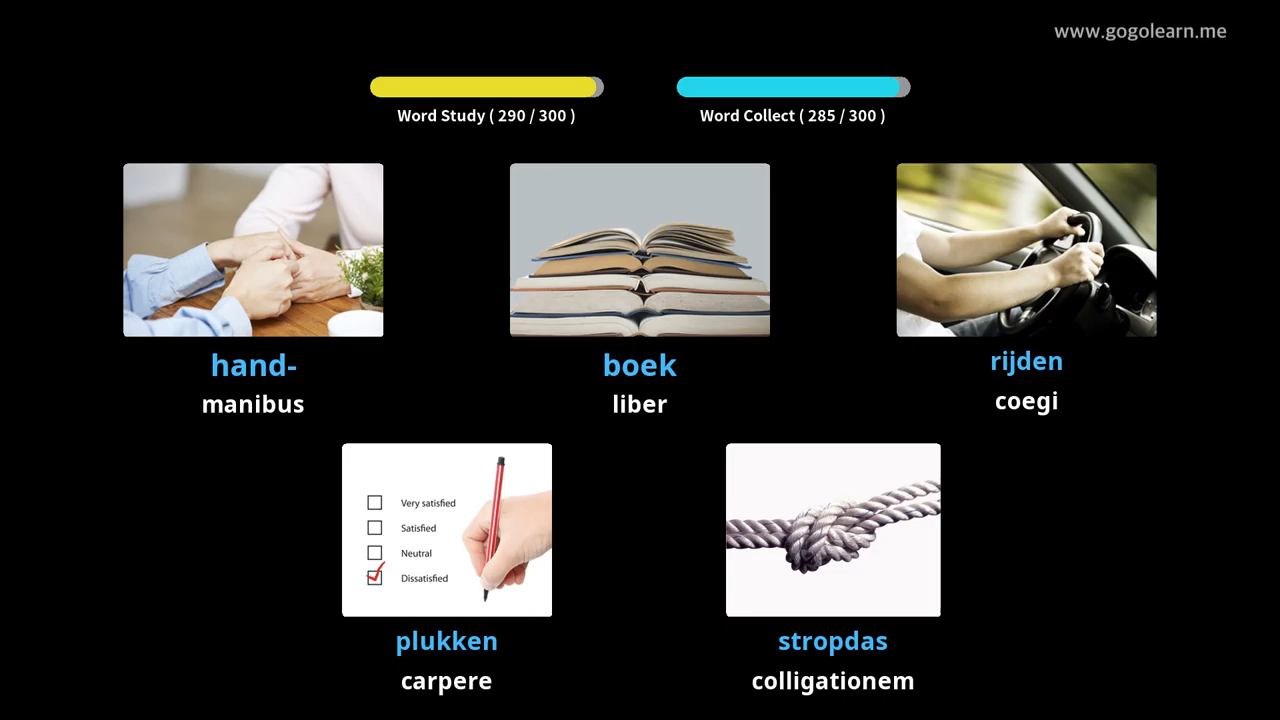 www.gogolearn.me
Word Study ( 290 / 300 )
Word Collect ( 285 / 300 )
hand-
manibus
boek
liber
rijden
coegi
Very satisfied
Satisfied
Neutral
Dissatisfied
plukken
carpere
stropdas
colligationem